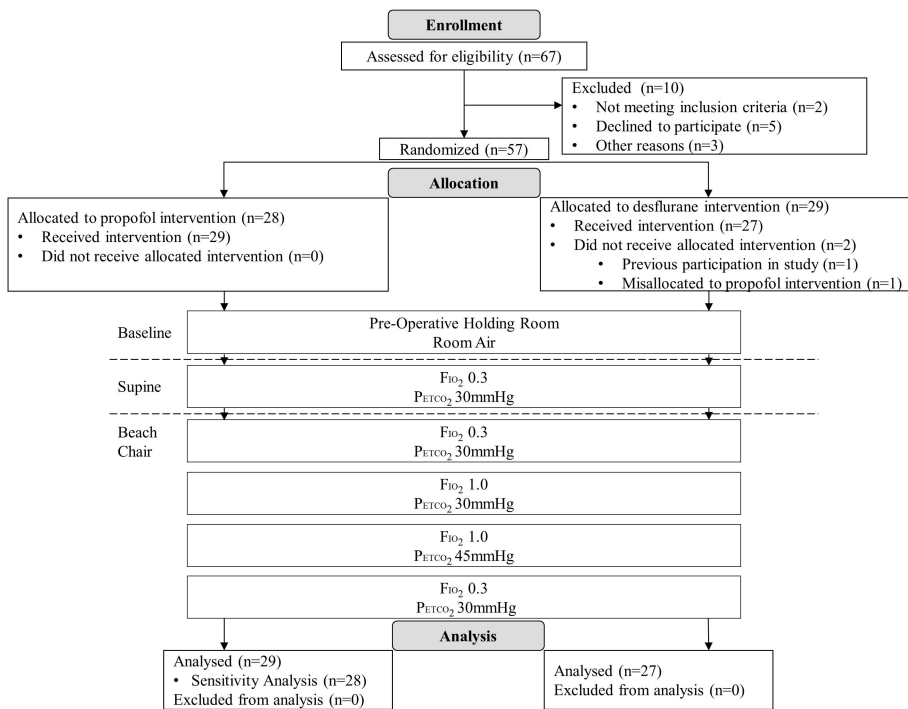 Enrollment
Assessed for eligibility (n=67)
Excluded (n=10)
• Not meeting inclusion criteria (n=2)
• Declined to participate (n=5)
• Other reasons (n=3)
Randomized (n=57)
Allocation
Allocated to propofol intervention (n=28)
• Received intervention (n=29)
• Did not receive allocated intervention (n=0)
Allocated to desflurane intervention (n=29)
• Received intervention (n=27)
• Did not receive allocated intervention (n=2)
• Previous participation in study (n=1)
• Misallocated to propofol intervention (n=1)
Baseline
Pre-Operative Holding Room
Room Air
Supine
FIO2 0.3
PETCO2 30mmHg
Beach
Chair
FIO2 0.3
PETCO2 30mmHg
FIO2 1.0
PETCO2 30mmHg
FIO2 1.0
PETCO2 45mmHg
FIO2 0.3
PETCO2 30mmHg
Analysis
Analysed (n=29)
• Sensitivity Analysis (n=28)
Excluded from analysis (n=0)
Analysed (n=27)
Excluded from analysis (n=0)